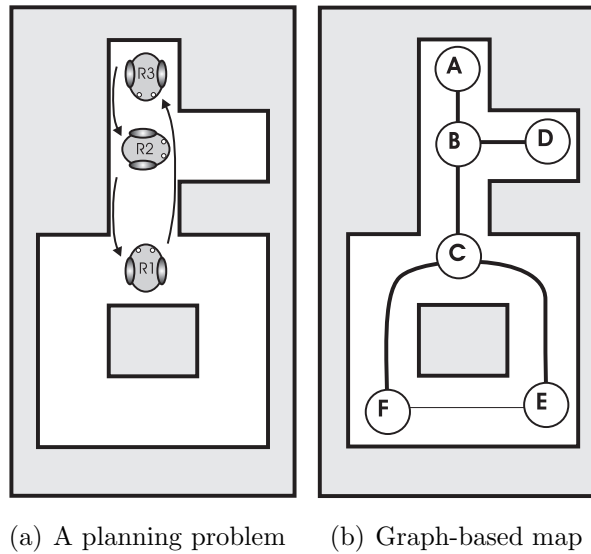 R3
R2
R1
A
B
D
C
F
E
(a) A planning problem
(b) Graph-based map